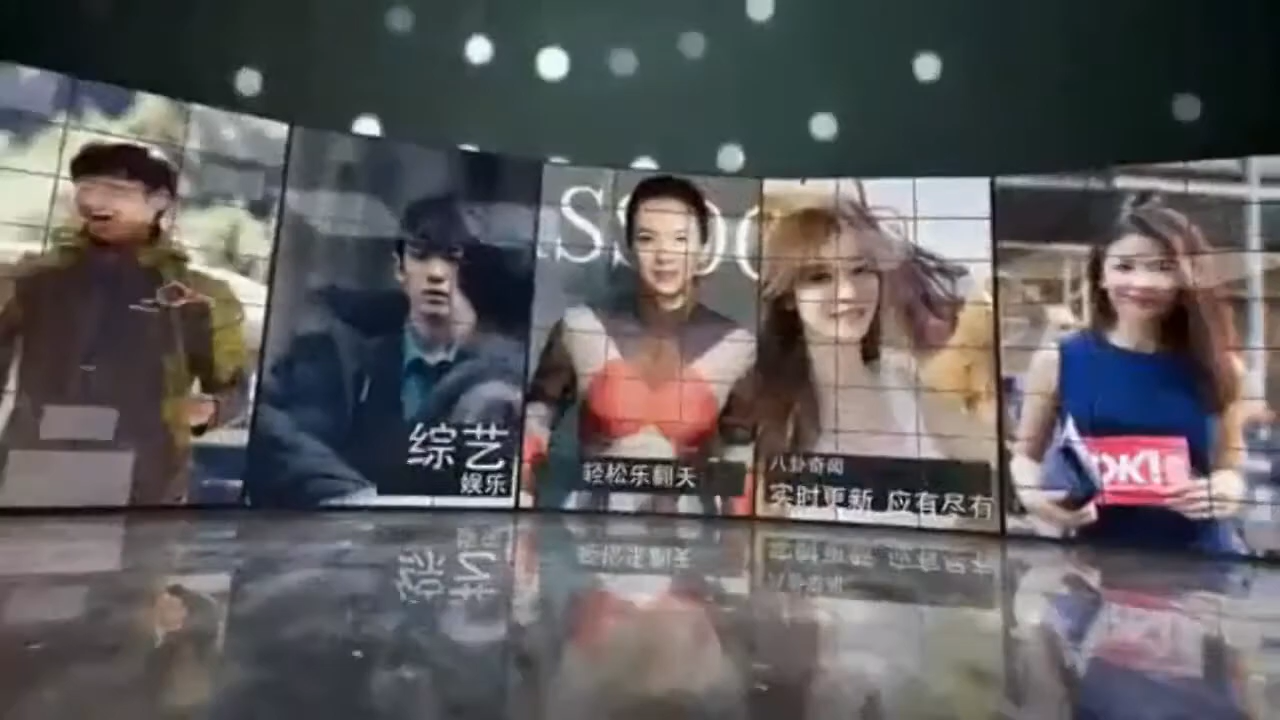 综艺
娱乐
轻松乐翻天
八卦奇闻
实时更新 应有尽有
OK!